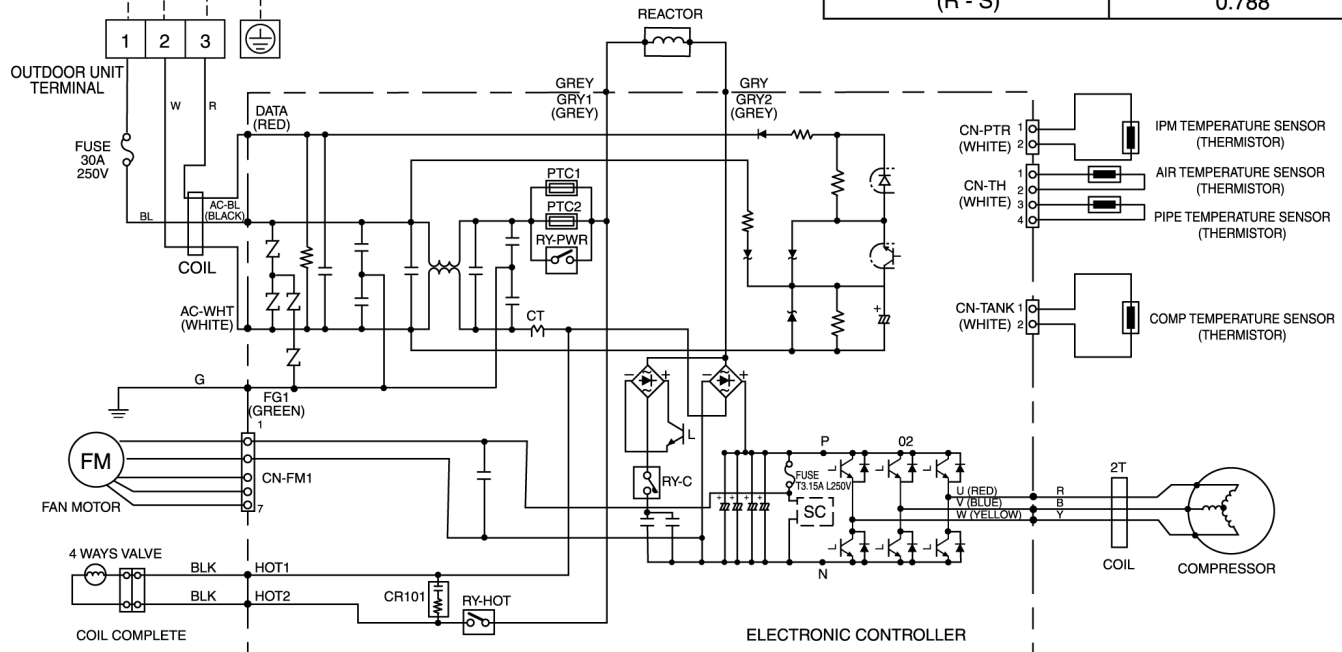 (R - S)
0.788
REACTOR
1 2 3
OUTDOOR UNIT
TERMINAL
W
R
GREY
GRY
GRY1
(GREY)
GRY2
(GREY)
DATA
(RED)
FUSE
30A
250V
CN-PTR
(WHITE)
1
2
IPM TEMPERATURE SENSOR
(THERMISTOR)
CN-TH
(WHITE)
1
2
3
4
AIR TEMPERATURE SENSOR
(THERMISTOR)
PIPE TEMPERATURE SENSOR
(THERMISTOR)
PTC1
PTC2
RY-PWR
AC-BL
(BLACK)
BL
COIL
AC-WHT
(WHITE)
CT
+
CN-TANK
(WHITE)
1
2
COMP TEMPERATURE SENSOR
(THERMISTOR)
G
FG1
(GREEN)
1
− +
− +
L
FM
CN-FM1
7
FAN MOTOR
RY-C
P
02
FUSE
T3.15A L250V
+ + + +
SC
U (RED)
V (BLUE)
W (YELLOW)
R
B
Y
2T
COIL
COMPRESSOR
N
4 WAYS VALVE
BLK
HOT1
BLK
HOT2
CR101
RY-HOT
COIL COMPLETE
ELECTRONIC CONTROLLER